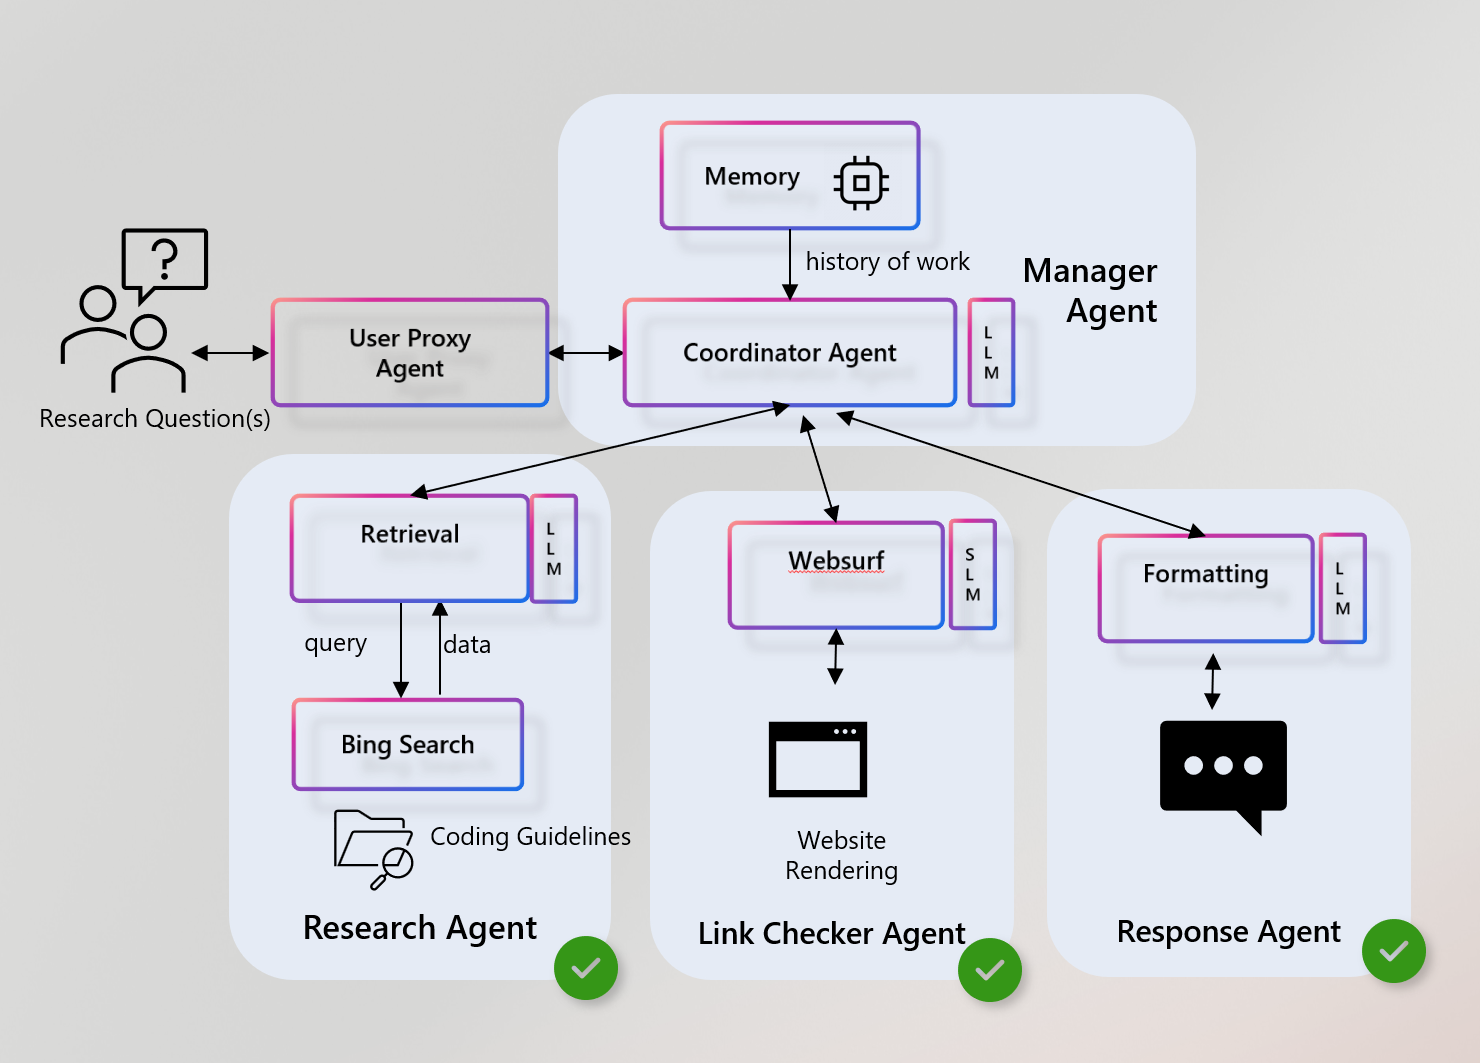 Memory
history of work
Manager
Agent
?
User Proxy
Agent
Coordinator Agent
L
L
M
Research Question(s)
Retrieval
L
L
M
query
data
Bing Search
Coding Guidelines
Research Agent
Websurf
S
L
M
Website
Rendering
Link Checker Agent
Formatting
L
L
M
Response Agent